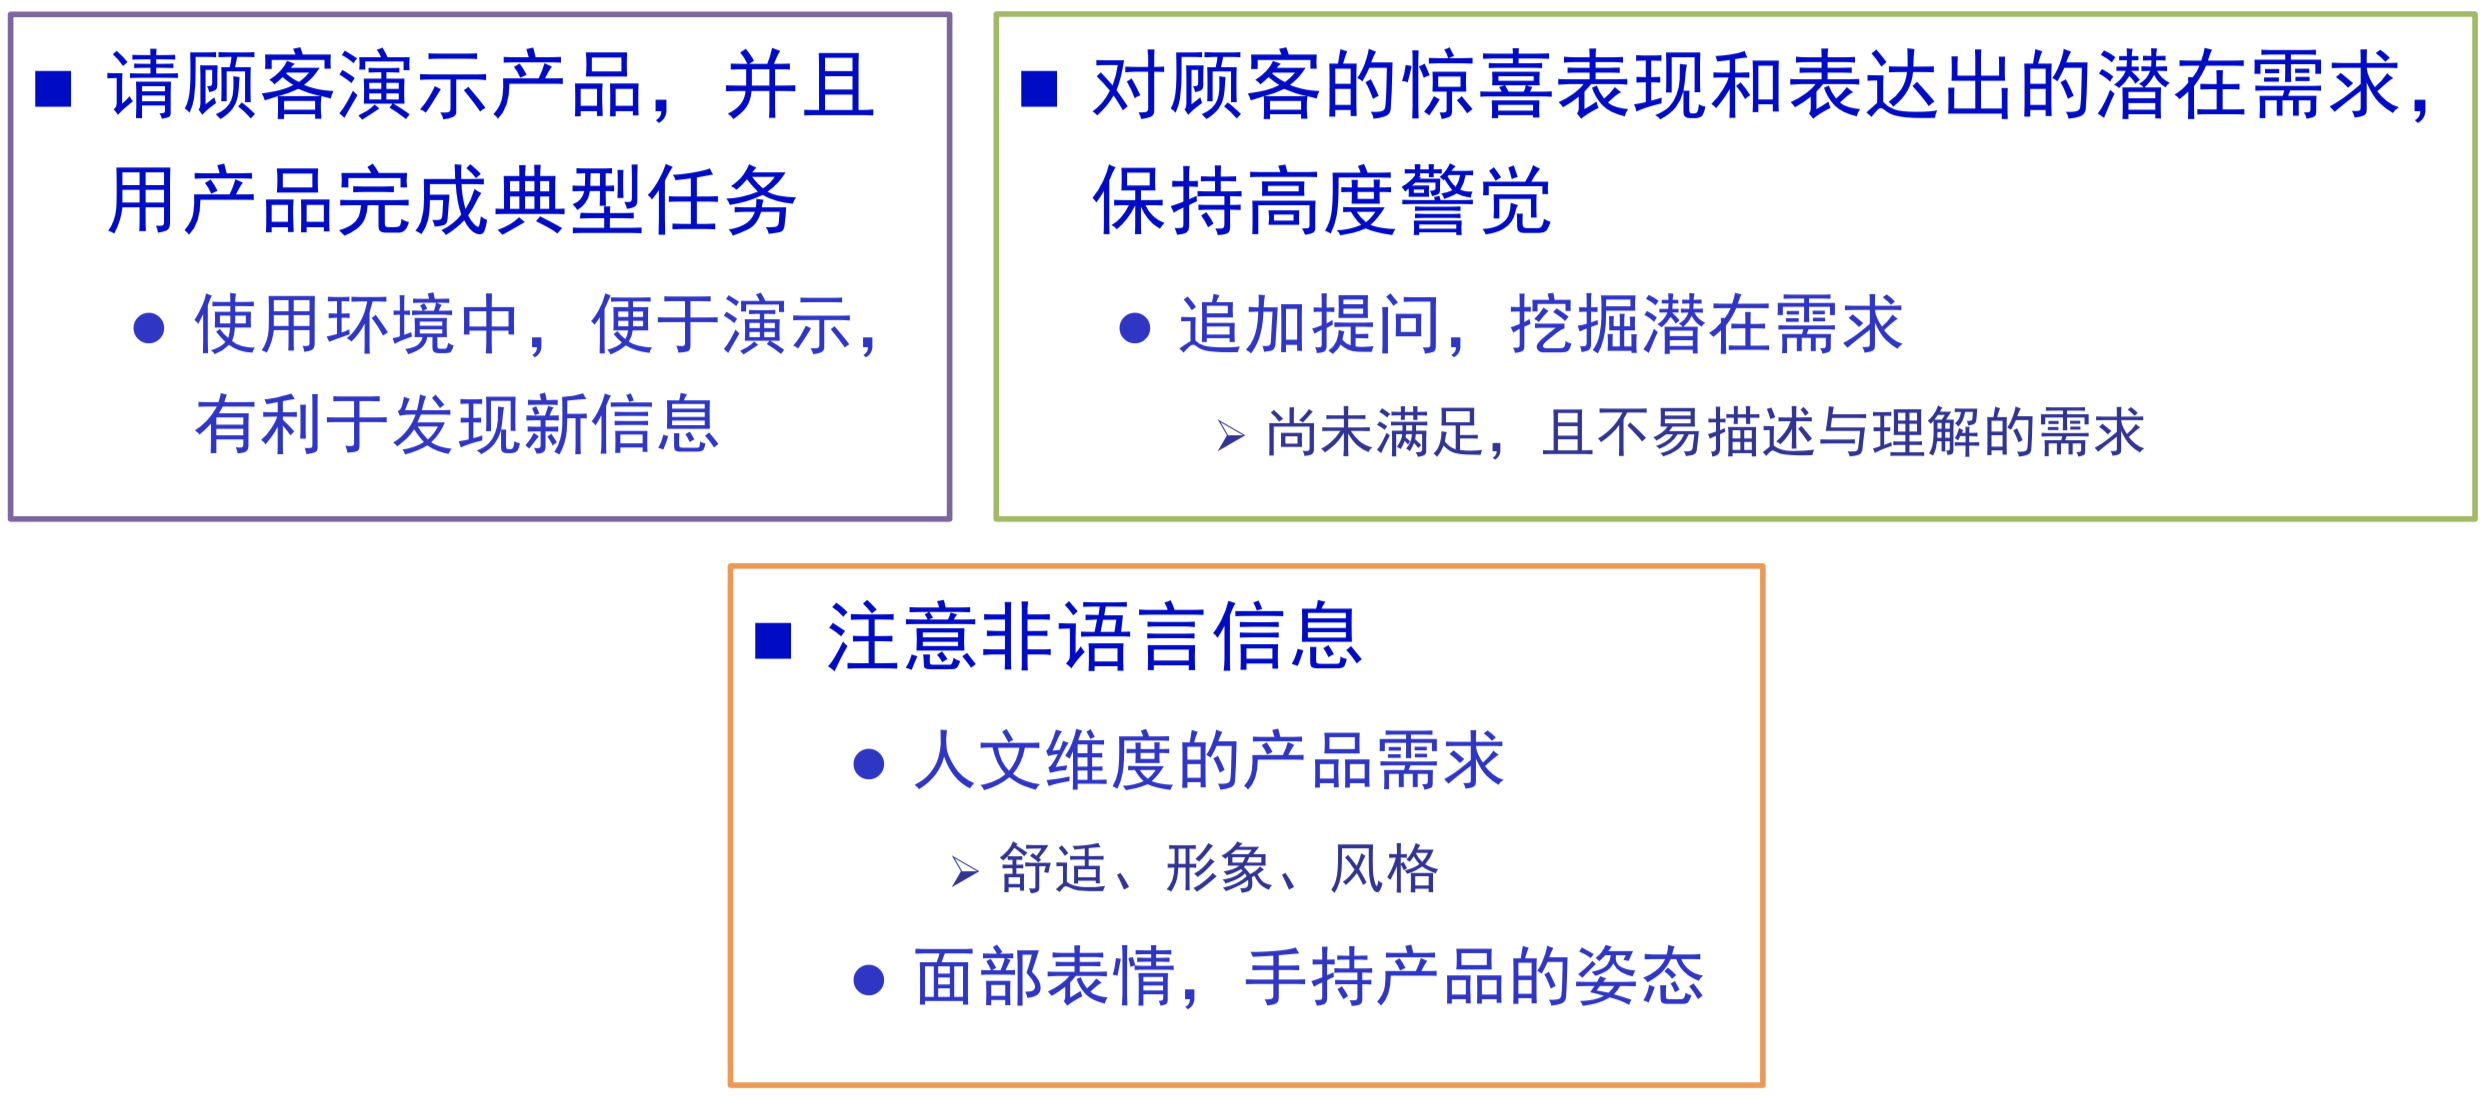 ■ 请顾客演示产品，并且
用产品完成典型任务
● 使用环境中，便于演示，
有利于发现新信息
■ 对顾客的惊喜表现和表达出的潜在需求，
保持高度警觉
● 追加提问，挖掘潜在需求
➢ 尚未满足，且不易描述与理解的需求
■ 注意非语言信息
● 人文维度的产品需求
➢ 舒适、形象、风格
● 面部表情，手持产品的姿态